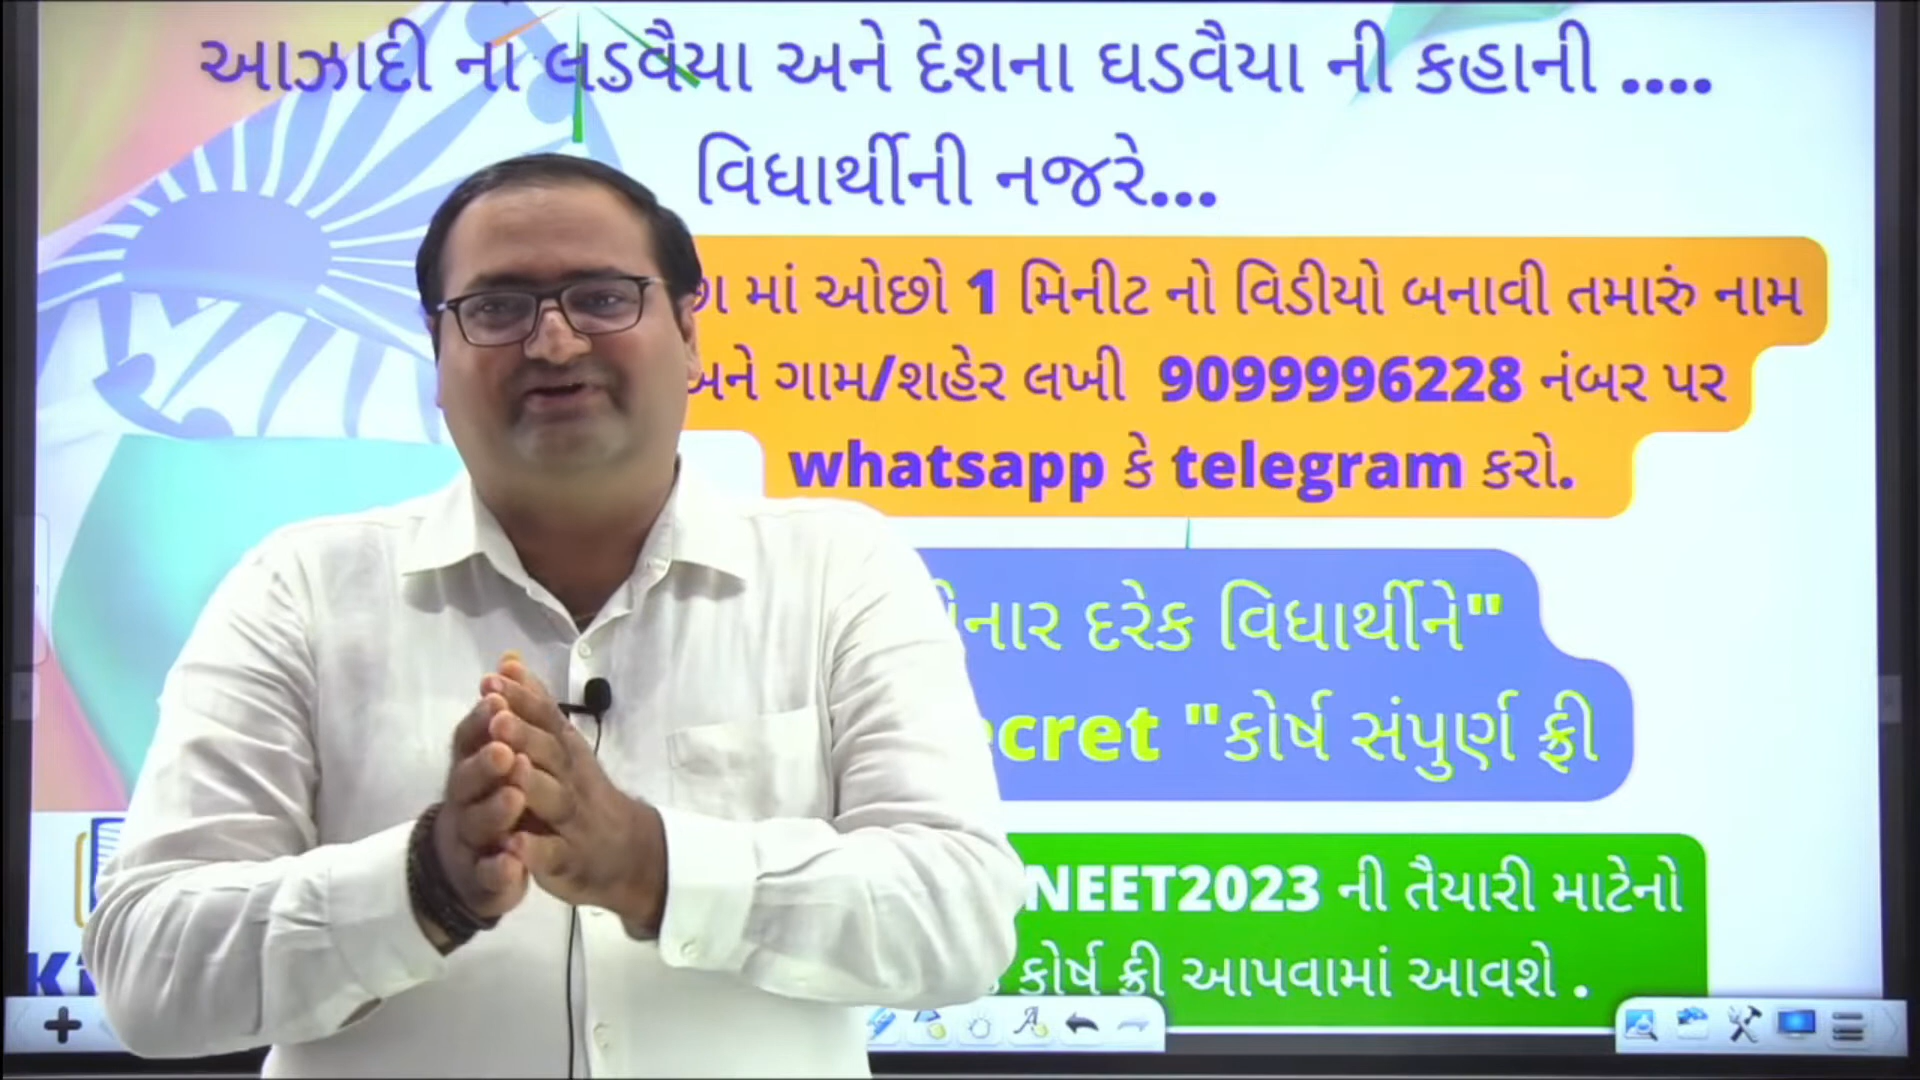 આઝાદી ના લડવૈયા અને દેશના ઘડવૈયા ની કહાની ....
વિધાર્થીની નજરે...
માં ઓછો 1 મિનીટ નો વિડીયો બનાવી તમારું નામ
અને ગામ/શહેર લખી 9099996228 નંબર પર
whatsapp કે telegram કરો.
દરેક વિધાર્થીને"
"કોર્ષ સંપુર્ણ ફ્રી
NEET2023 ની તૈયારી માટેનો
કોર્ષ ફ્રી આપવામાં આવશે .